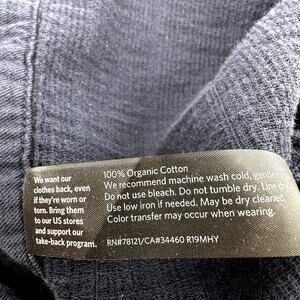 We want our
clothes back, even
if they're worn or
torn. Bring them
to our US stores
and support our
take-back program.
100% Organic Cotton
We recommend machine wash cold, gentle
Do not use bleach. Do not tumble dry. Line dry.
Use low iron if needed. May be dry cleaned.
Color transfer may occur when wearing.
RN#78121/CA#34460 R19MHY